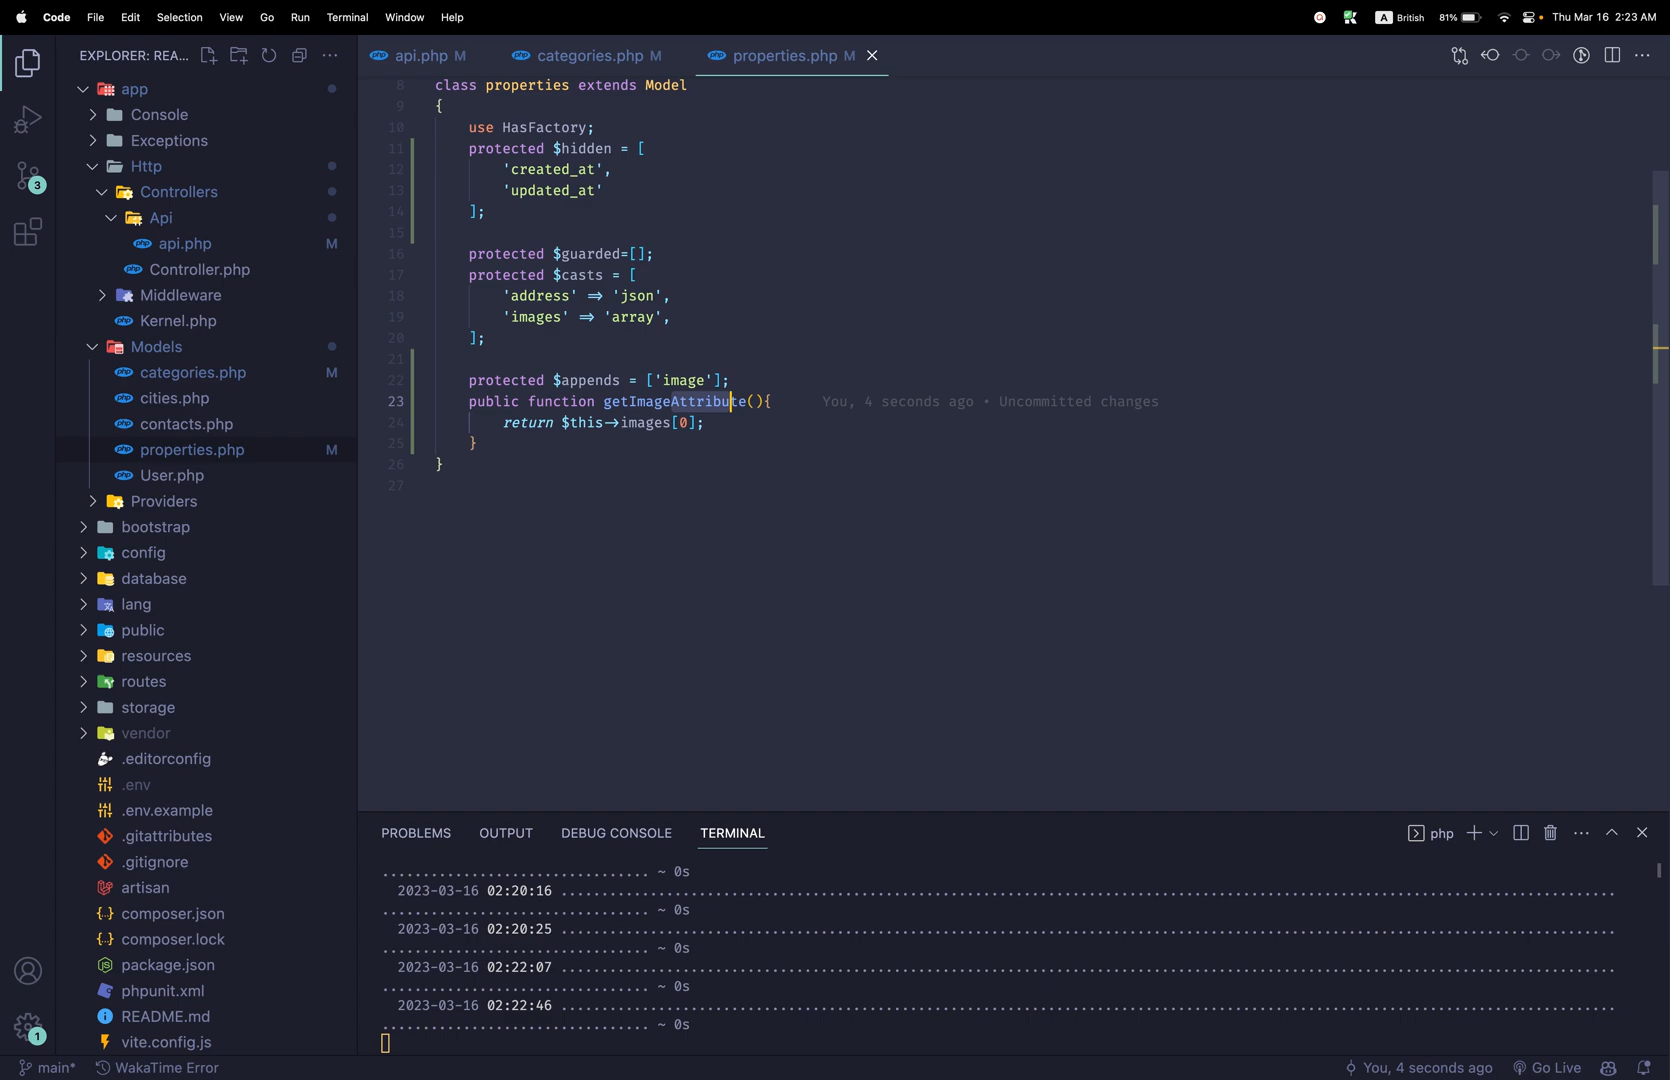 Code File Edit Selection View Go Run Terminal Window Help A British 81% Thu Mar 16 2:23 AM
EXPLORER: REA... api.php M categories.php M properties.php M
app
Console
Exceptions
Http
Controllers
Api
api.php M
Controller.php
Middleware
Kernel.php
Models
categories.php M
cities.php
contacts.php
properties.php M
User.php
Providers
bootstrap
config
database
lang
public
resources
routes
storage
vendor
.editorconfig
.env
.env.example
.gitattributes
.gitignore
artisan
composer.json
composer.lock
package.json
phpunit.xml
README.md
vite.config.js
3
1
8 class properties extends Model
9 {
10 use HasFactory;
11 protected $hidden = [
12 'created_at',
13 'updated_at'
14 ];
15
16 protected $guarded=[];
17 protected $casts = [
18 'address' => 'json',
19 'images' => 'array',
20 ];
21
22 protected $appends = ['image'];
23 public function getImageAttribute(){ You, 4 seconds ago • Uncommitted changes
24 return $this->images[0];
25 }
26 }
27
PROBLEMS OUTPUT DEBUG CONSOLE TERMINAL php
................................ ~ 0s
2023-03-16 02:20:16 ................................................................
................................ ~ 0s
2023-03-16 02:20:25 ................................................................
................................ ~ 0s
2023-03-16 02:22:07 ................................................................
................................ ~ 0s
2023-03-16 02:22:46 ................................................................
................................ ~ 0s
main* WakaTime Error You, 4 seconds ago Go Live